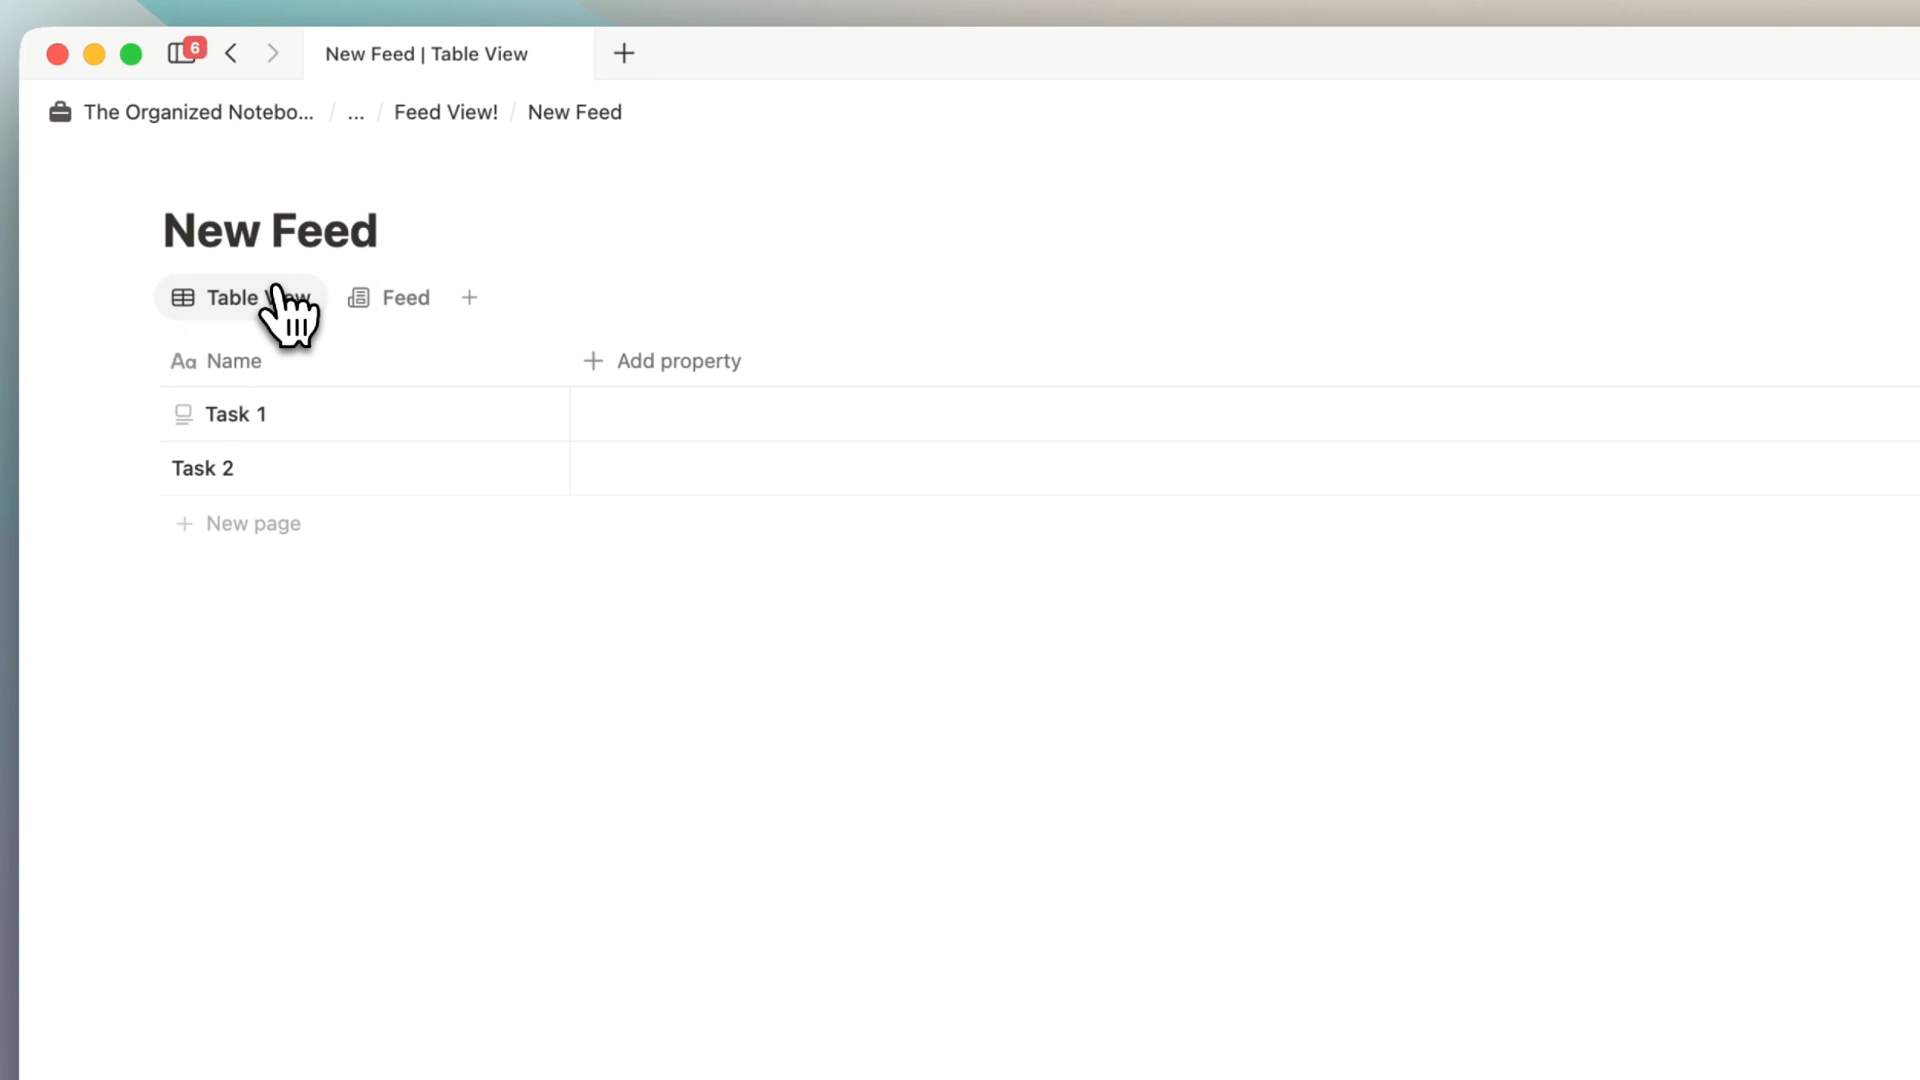 6
New Feed | Table View
The Organized Notebo... / ... / Feed View! / New Feed
New Feed
Table View Feed
Aa Name Add property
Task 1
Task 2
New page